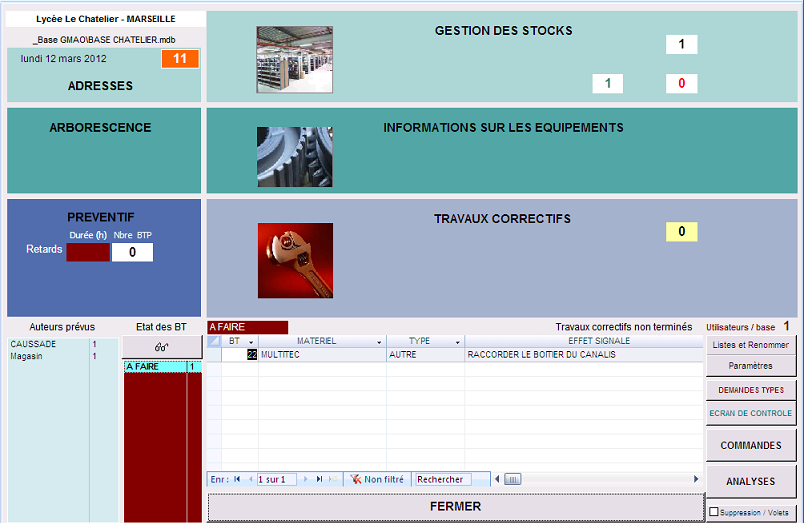 Lycée Le Chatelier - MARSEILLE
_Base GMAO\BASE CHATELIER.mdb
lundi 12 mars 2012
11
ADRESSES
GESTION DES STOCKS
1
1
0
ARBORESCENCE
INFORMATIONS SUR LES EQUIPEMENTS
PREVENTIF
Durée (h) Nbre BTP
Retards
0
TRAVAUX CORRECTIFS
0
Auteurs prévus
CAUSSADE 1
Magasin 1
Etat des BT
A FAIRE 1
A FAIRE
Travaux correctifs non terminés
BT MATERIEL TYPE EFFET SIGNALE
22 MULTITEC AUTRE RACCORDER LE BOITIER DU CANALIS
Enr : 1 sur 1 Non filtré Rechercher
FERMER
Utilisateurs / base 1
Listes et Renommer
Paramètres
DEMANDES TYPES
ECRAN DE CONTROLE
COMMANDES
ANALYSES
Suppression / Volets